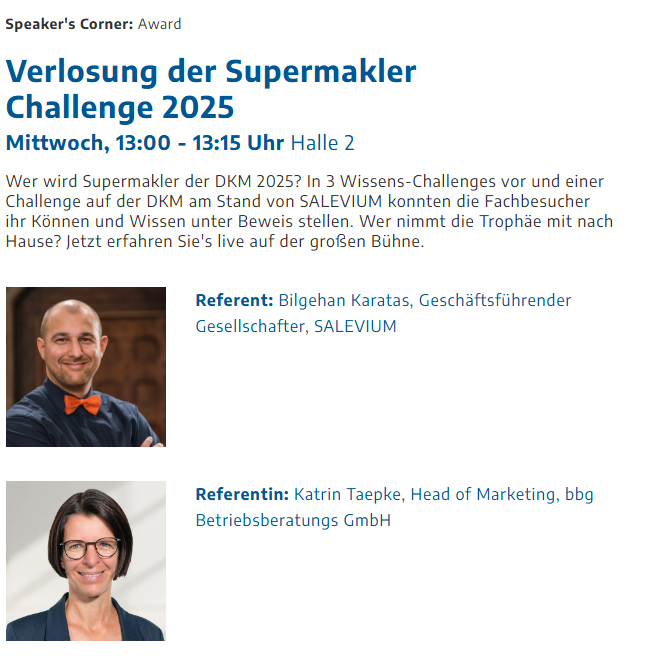 Speaker's Corner: Award
Verlosung der Supermakler
Challenge 2025
Mittwoch, 13:00 - 13:15 Uhr Halle 2
Wer wird Supermakler der DKM 2025? In 3 Wissens-Challenges vor und einer
Challenge auf der DKM am Stand von SALEVIUM konnten die Fachbesucher
ihr Können und Wissen unter Beweis stellen. Wer nimmt die Trophäe mit nach
Hause? Jetzt erfahren Sie's live auf der großen Bühne.
Referent: Bilgehan Karatas, Geschäftsführender
Gesellschafter, SALEVIUM
Referentin: Katrin Taepke, Head of Marketing, bbg
Betriebsberatungs GmbH